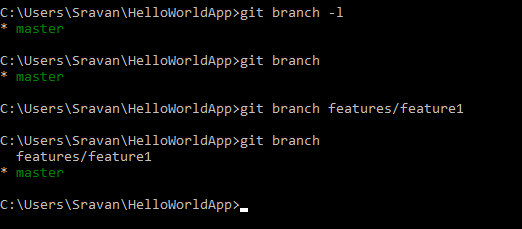 C:\Users\Sravan\HelloWorldApp>git branch -l
* master
C:\Users\Sravan\HelloWorldApp>git branch
* master
C:\Users\Sravan\HelloWorldApp>git branch features/feature1
C:\Users\Sravan\HelloWorldApp>git branch
  features/feature1
* master
C:\Users\Sravan\HelloWorldApp>